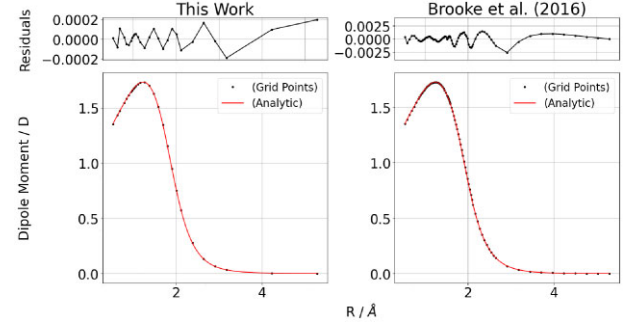 This Work
Brooke et al. (2016)
Residuals
0.0002
0.0000
−0.0002
0.0025
0.0000
−0.0025
Dipole Moment / D
1.5
1.0
0.5
0.0
(Grid Points)
(Analytic)
1.5
1.0
0.5
0.0
(Grid Points)
(Analytic)
2
4
2
4
R / Å